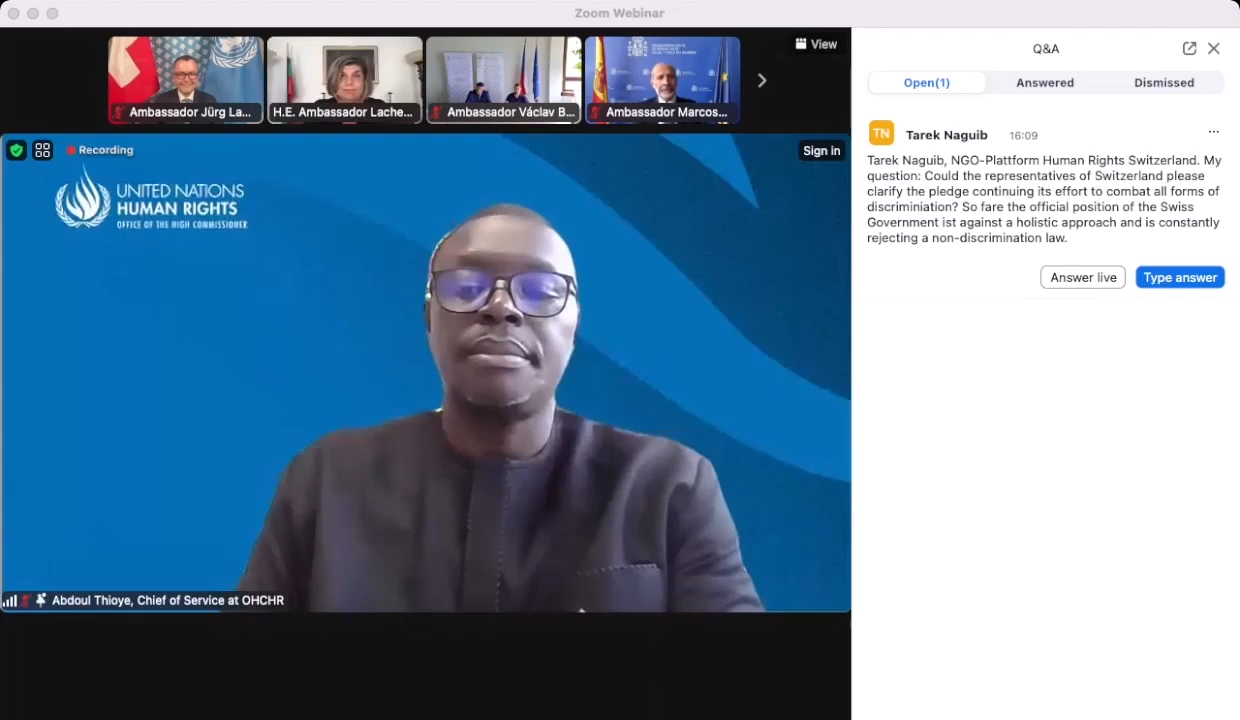 Zoom Webinar
Ambassador Jürg La...
H.E. Ambassador Lache...
Ambassador Václav B...
Ambassador Marcos...
View
Recording
Sign in
UNITED NATIONS
HUMAN RIGHTS
OFFICE OF THE HIGH COMMISSIONER
Abdoul Thioye, Chief of Service at OHCHR
Q&A
Open(1)
Answered
Dismissed
TN
Tarek Naguib
16:09
...
Tarek Naguib, NGO-Plattform Human Rights Switzerland. My
question: Could the representatives of Switzerland please
clarify the pledge continuing its effort to combat all forms of
discriminiation? So fare the official position of the Swiss
Government ist against a holistic approach and is constantly
rejecting a non-discrimination law.
Answer live
Type answer